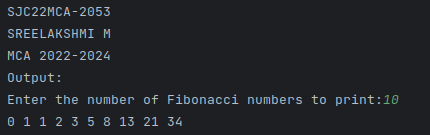 SJC22MCA-2053
SREELAKSHMI M
MCA 2022-2024
Output:
Enter the number of Fibonacci numbers to print:10
0 1 1 2 3 5 8 13 21 34